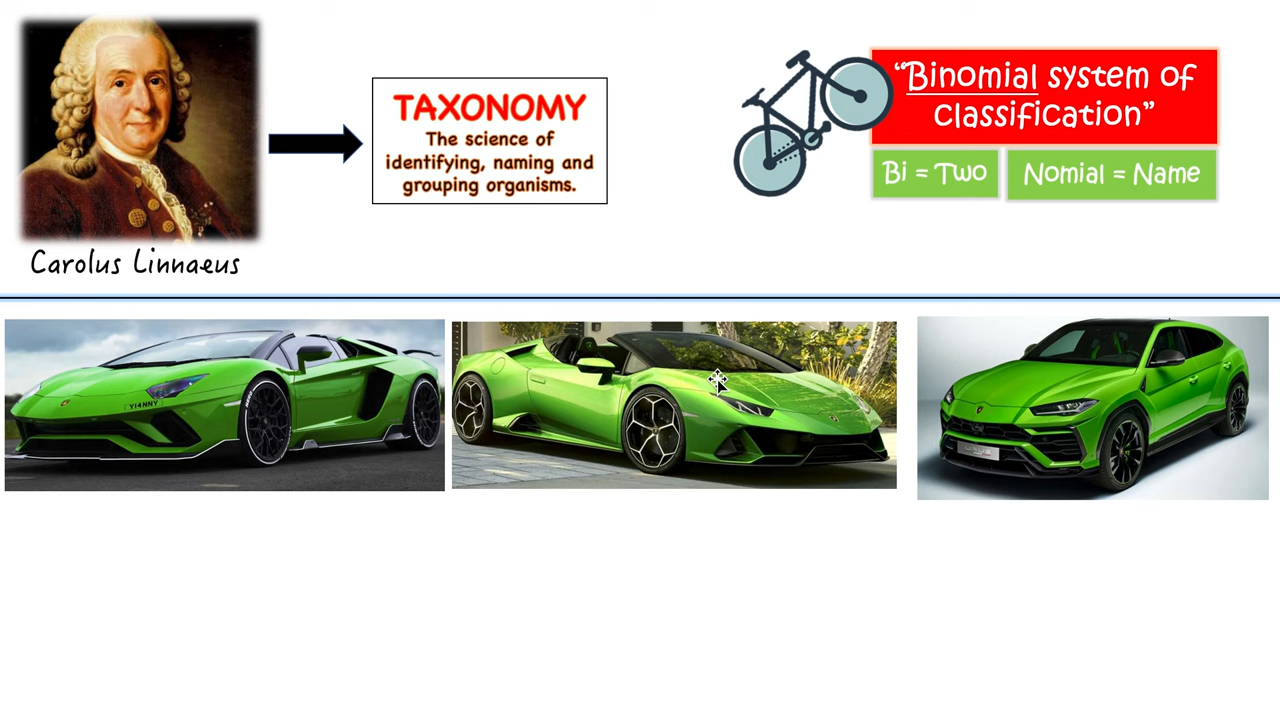 TAXONOMY
The science of
identifying, naming and
grouping organisms.
"Binomial system of
classification"
Bi = Two
Nomial = Name
Carolus Linnaeus
YI4NNY